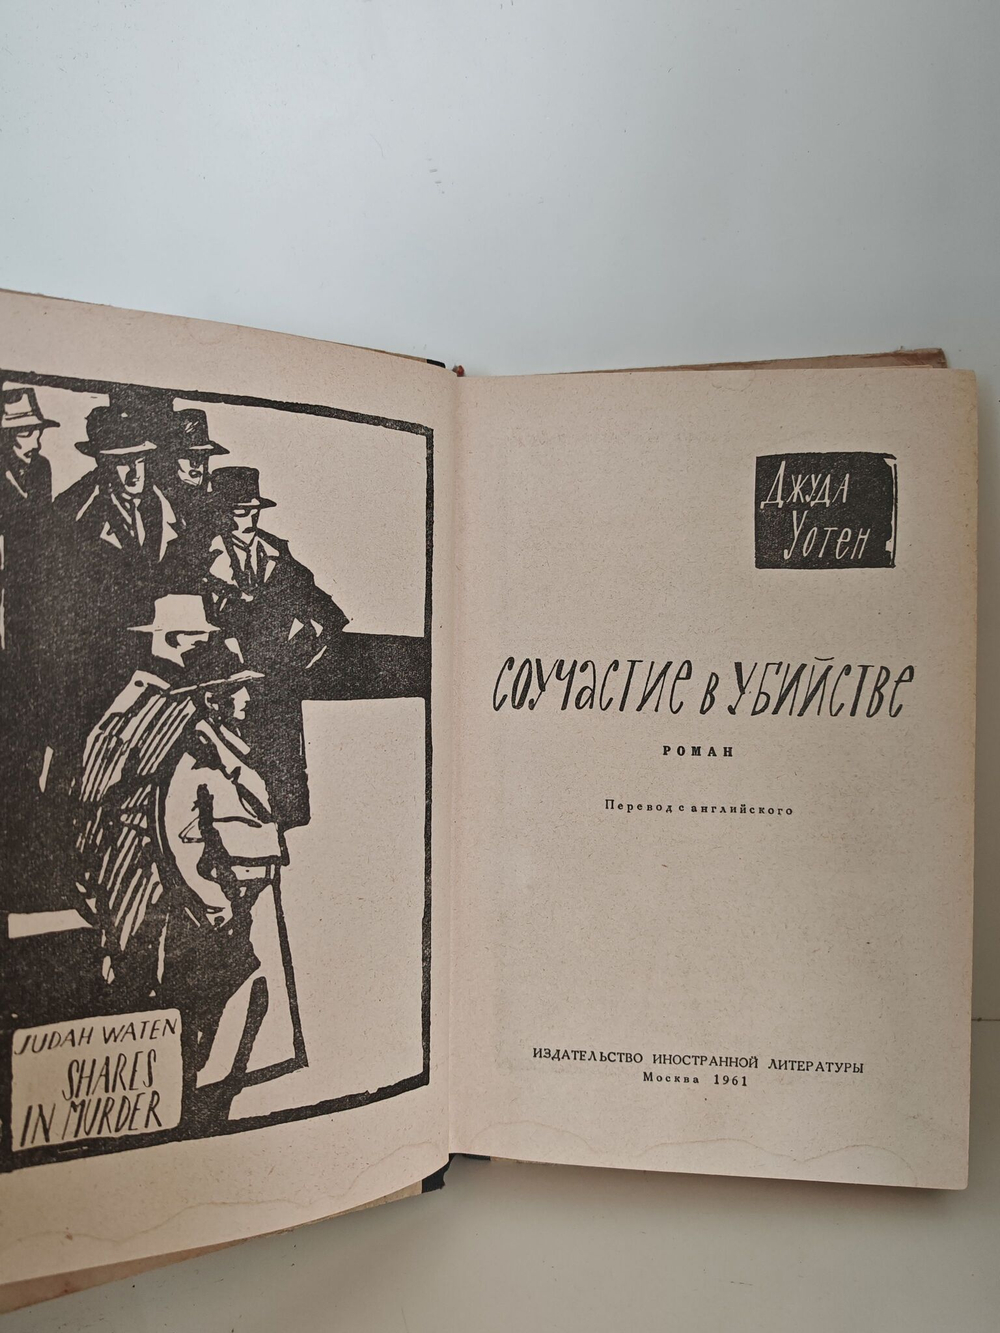 JUDAH WATEN
SHARES
IN MURDER
Джуда
Уотен
СОУЧАСТИЕ В УБИЙСТВЕ
РОМАН
Перевод с английского
ИЗДАТЕЛЬСТВО ИНОСТРАННОЙ ЛИТЕРАТУРЫ
Москва 1961